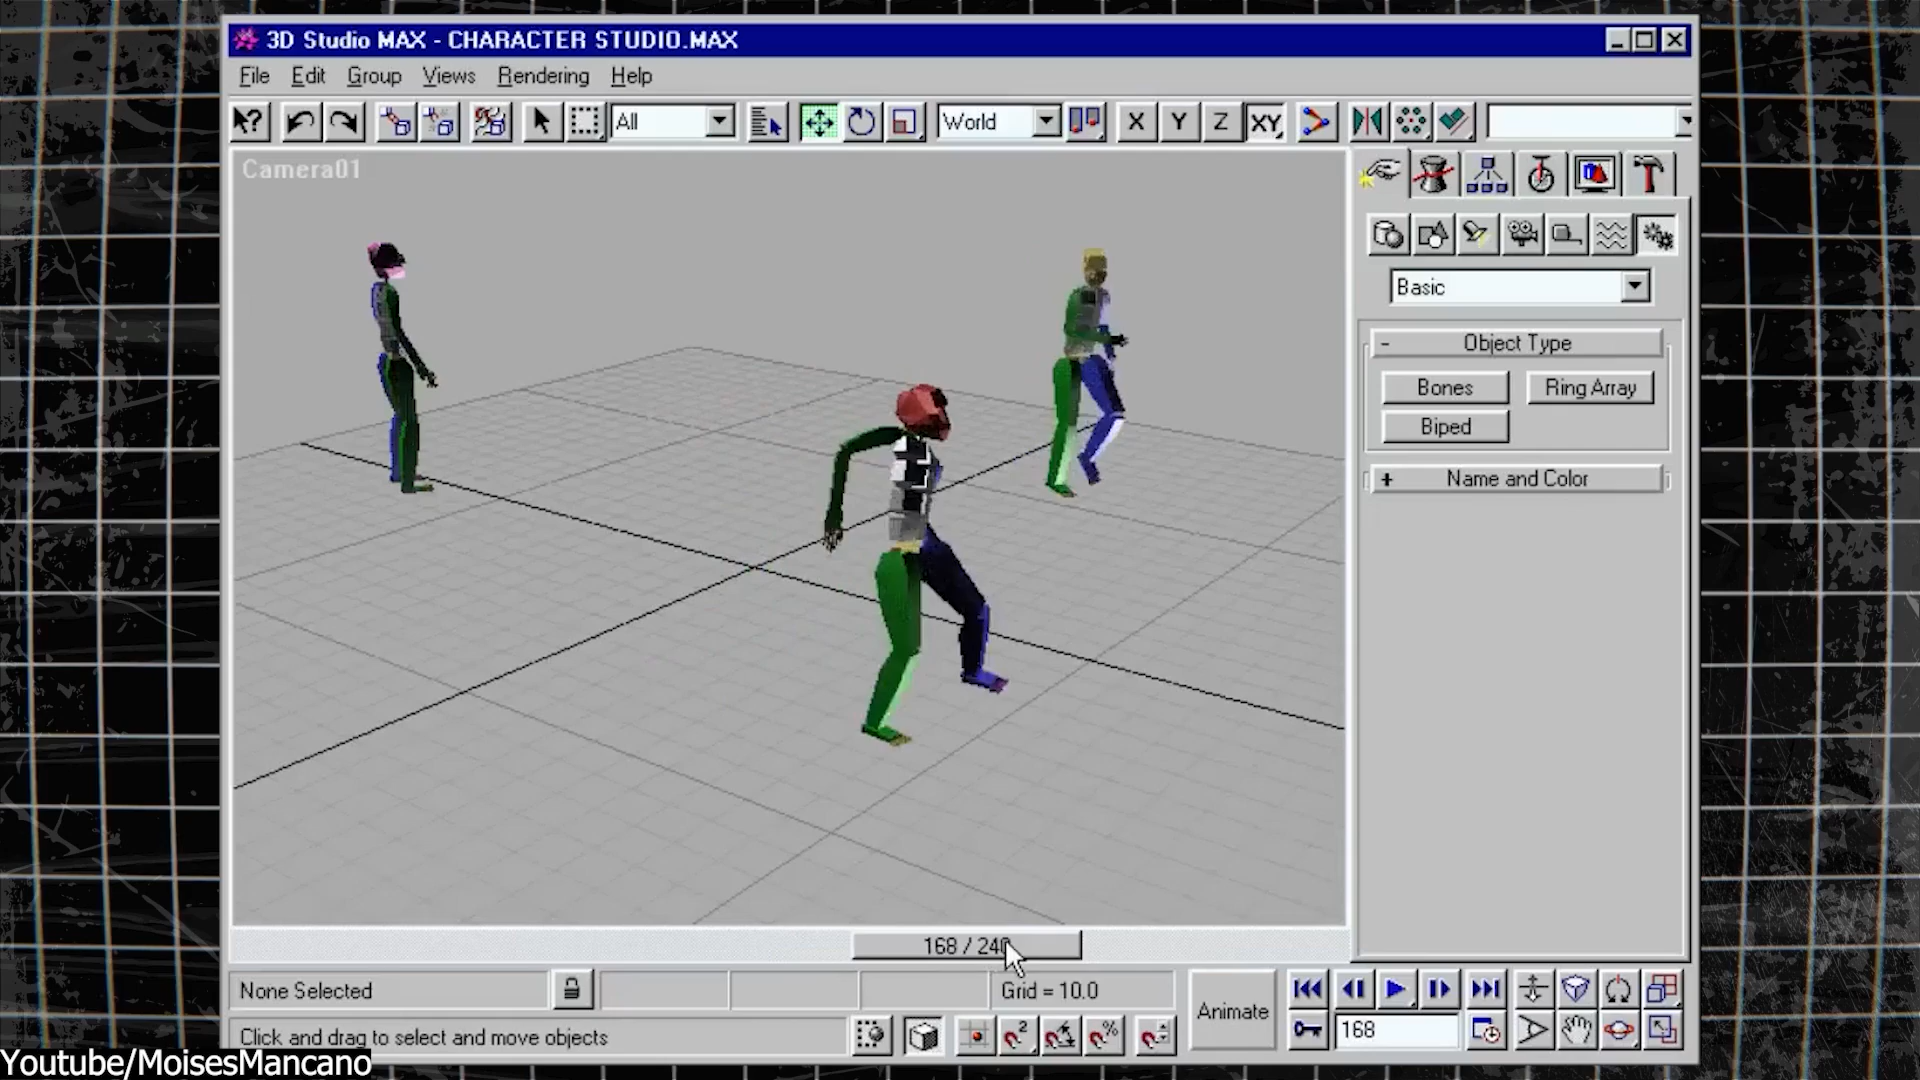 3D Studio MAX - CHARACTER STUDIO.MAX
File Edit Group Views Rendering Help
All World X Y Z XY
Camera01
Basic
- Object Type
Bones Ring Array
Biped
+ Name and Color
168 / 240
None Selected Grid = 10.0
Animate
Click and drag to select and move objects 168
Youtube/MoisesMancano